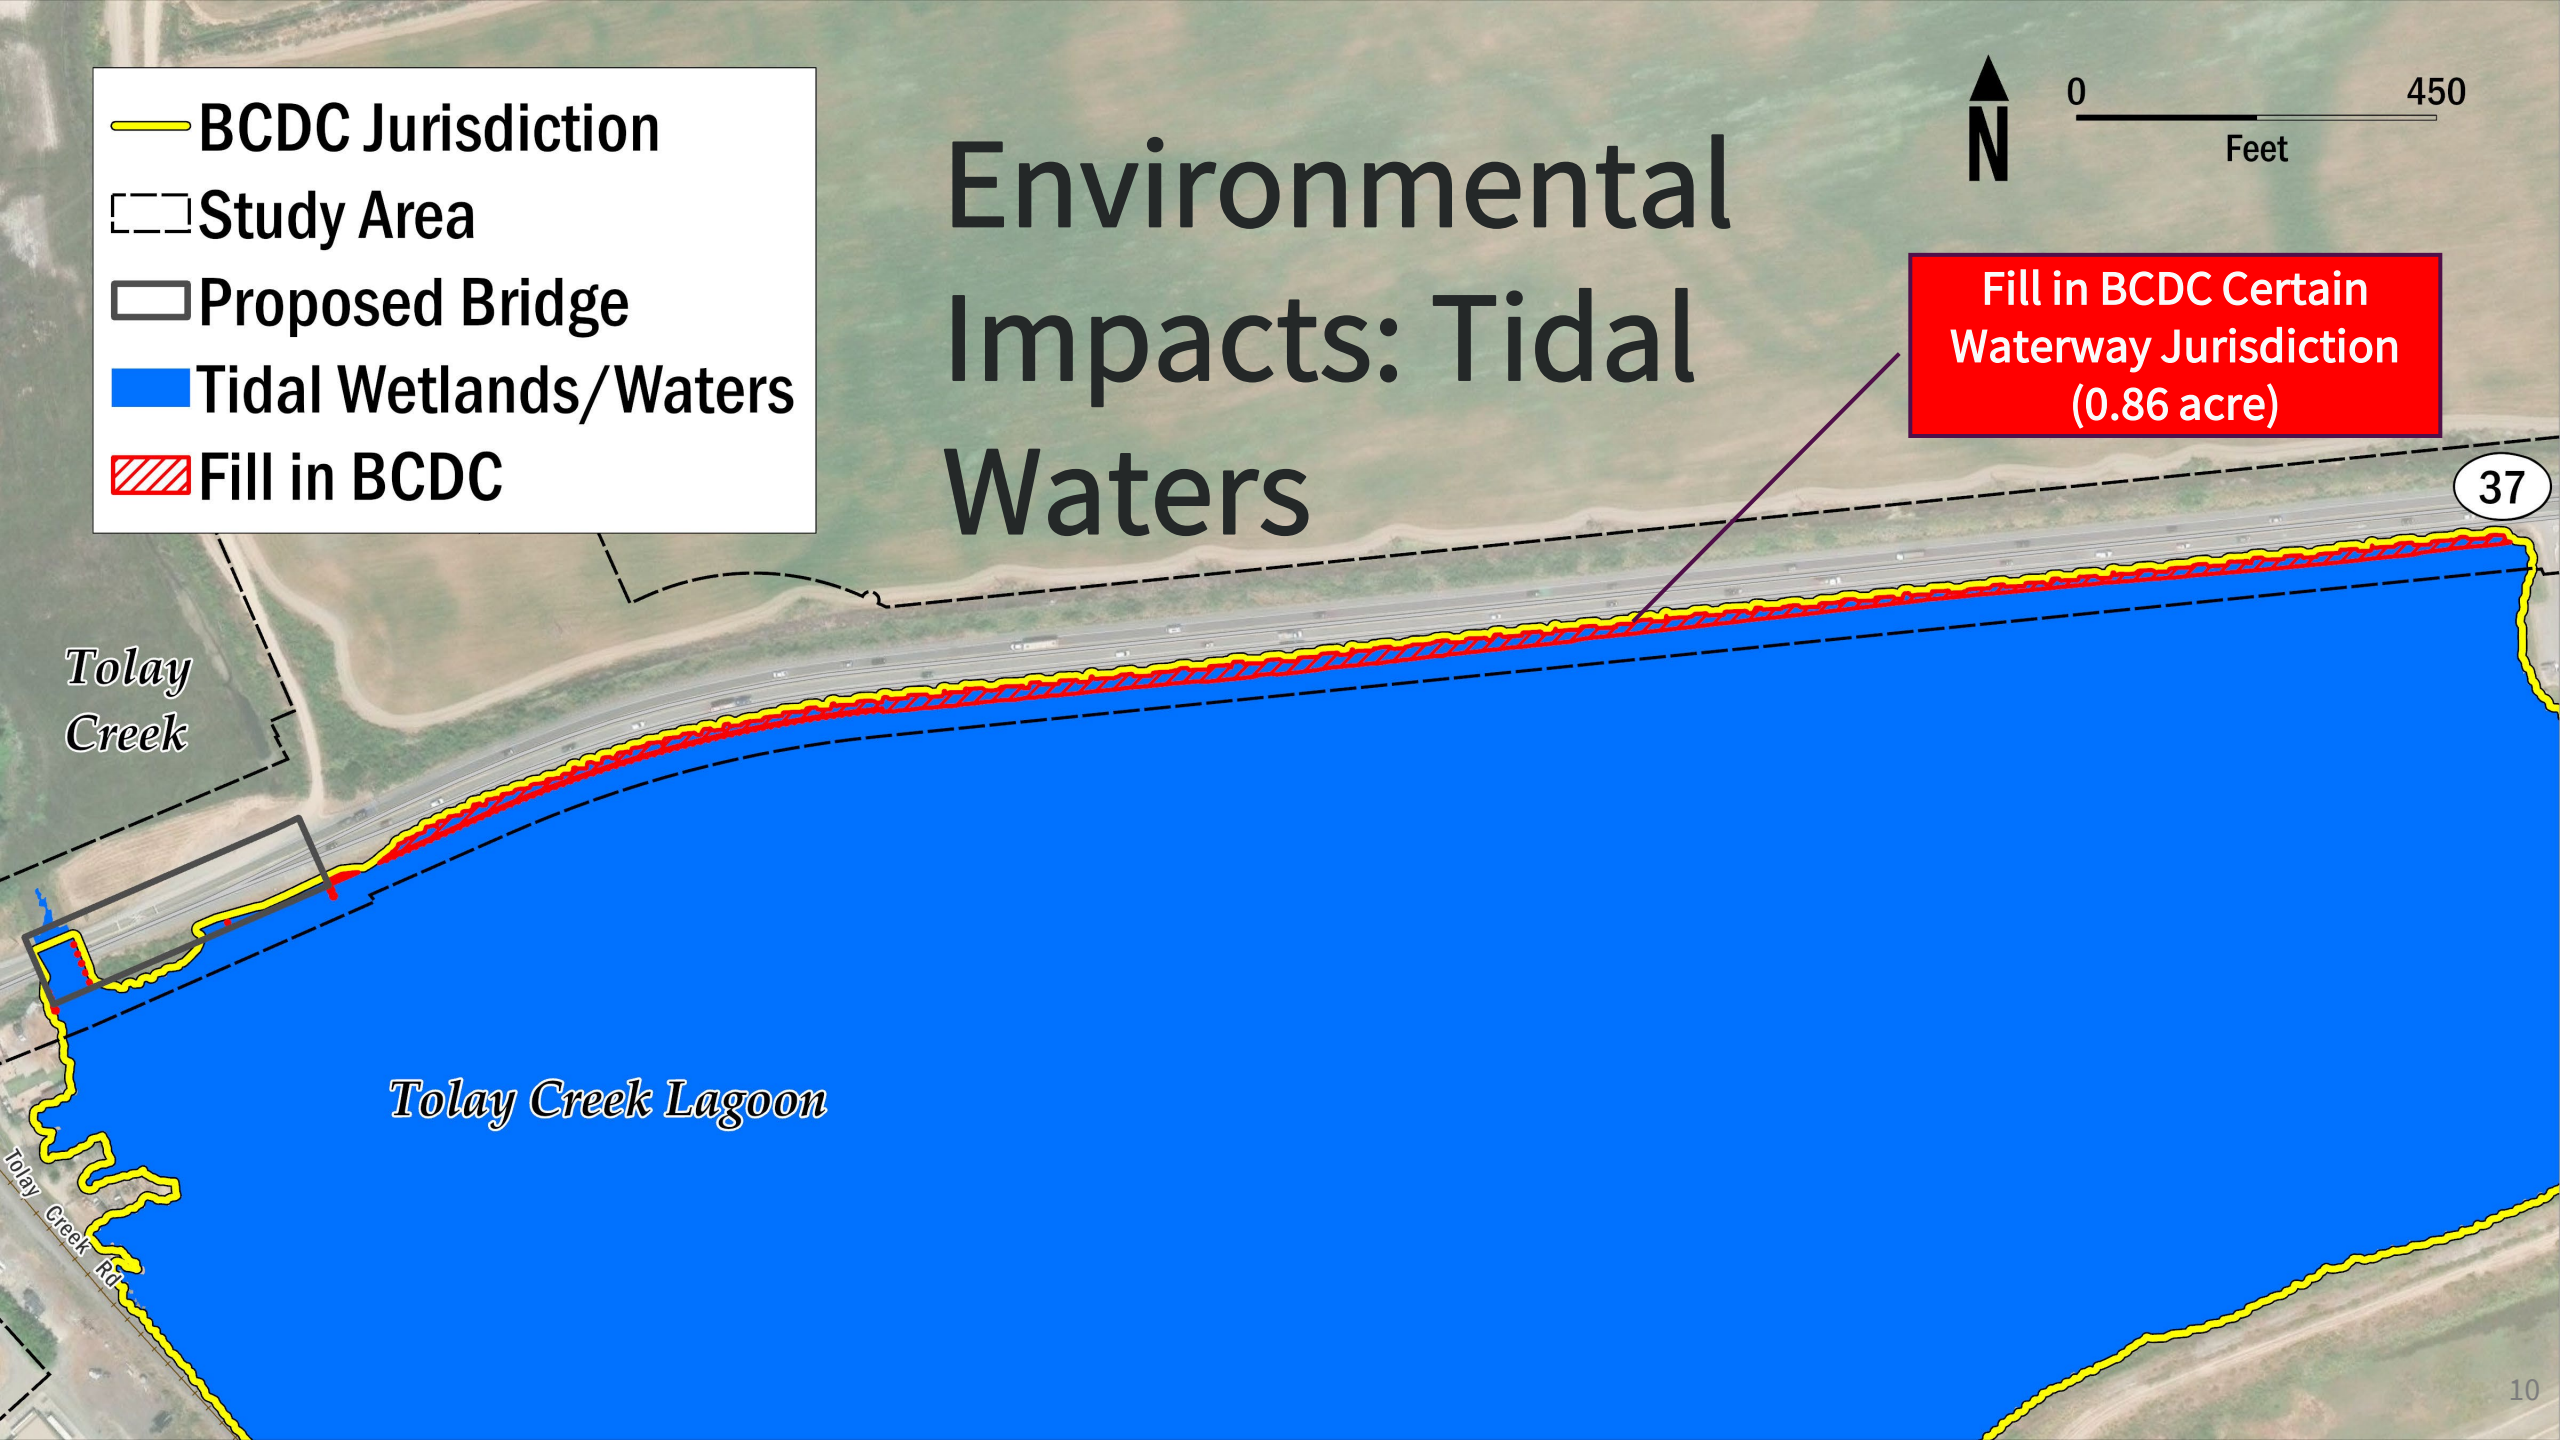 BCDC Jurisdiction
Study Area
Proposed Bridge
Tidal Wetlands/Waters
Fill in BCDC
Environmental
Impacts: Tidal
Waters
N
0 450
Feet
Fill in BCDC Certain
Waterway Jurisdiction
(0.86 acre)
37
Tolay
Creek
Tolay Creek Lagoon
Tolay Creek Rd
10